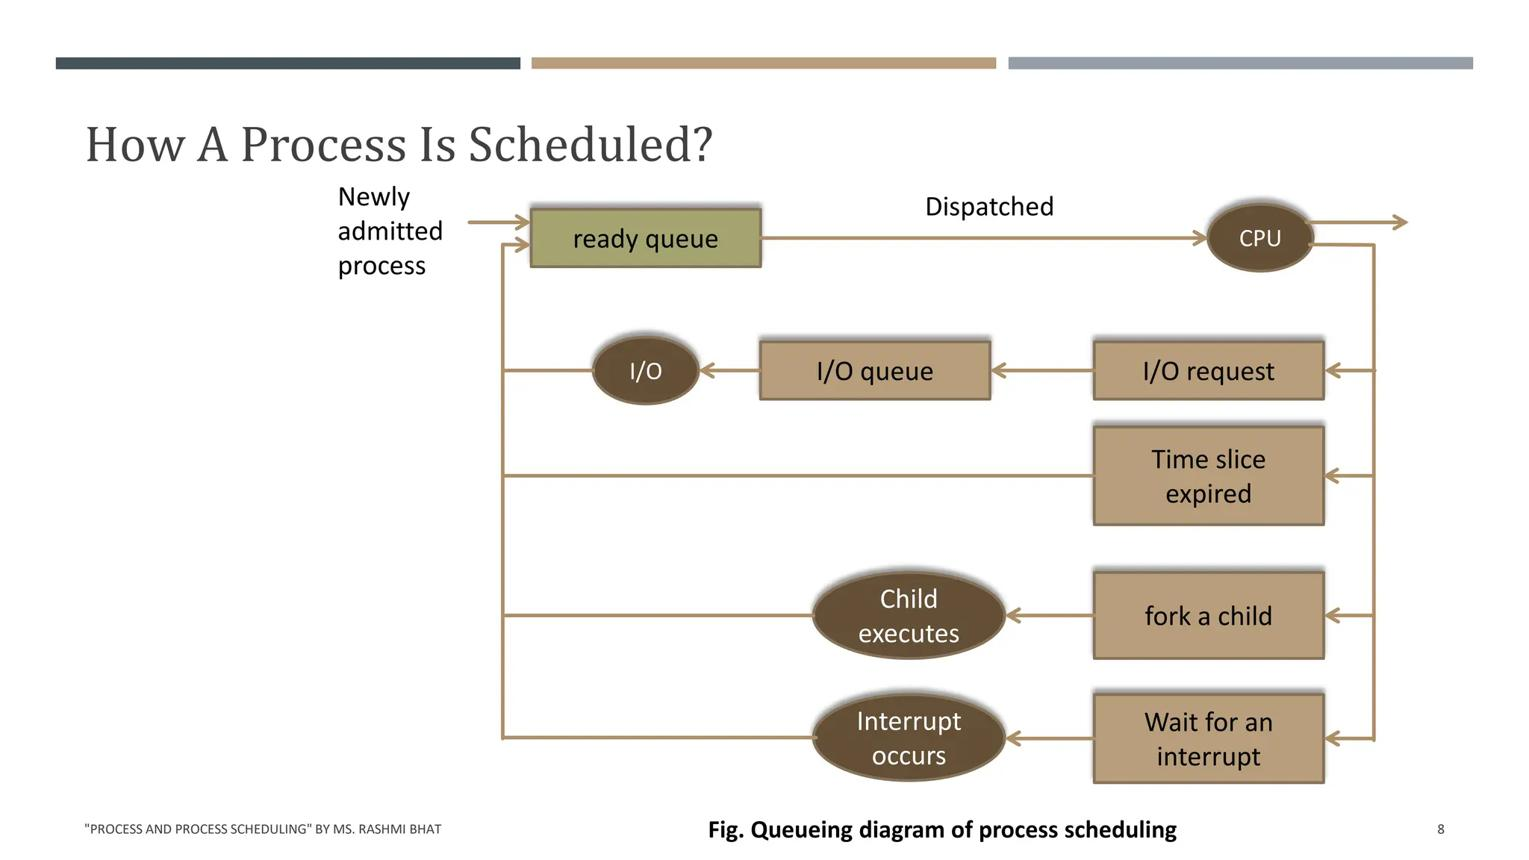 How A Process Is Scheduled?
Newly
admitted
process
ready queue
Dispatched
CPU
I/O
I/O queue
I/O request
Time slice
expired
Child
executes
fork a child
Interrupt
occurs
Wait for an
interrupt
"PROCESS AND PROCESS SCHEDULING" BY MS. RASHMI BHAT
Fig. Queueing diagram of process scheduling
8